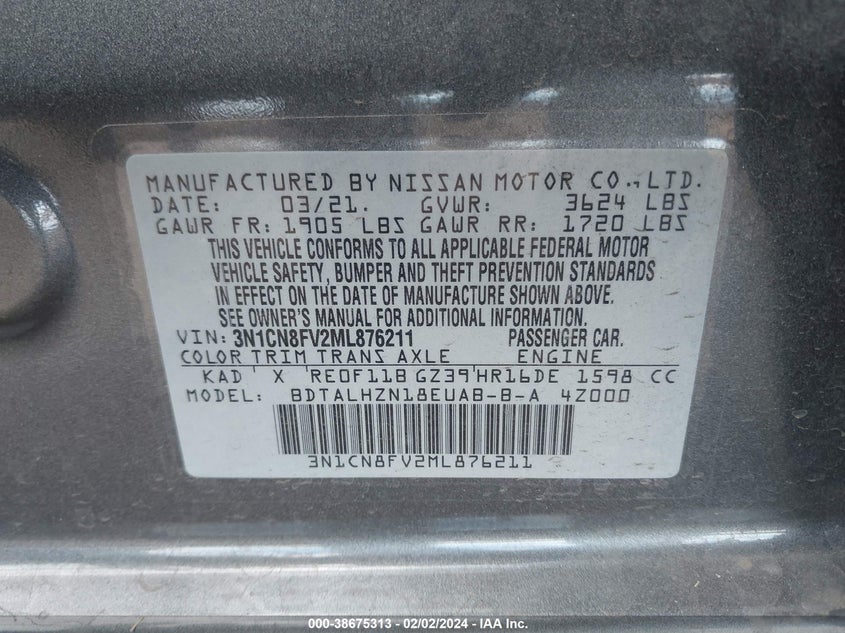 MANUFACTURED BY NISSAN MOTOR CO.,LTD.
DATE: 03/21. GVWR: 3624 LBS
GAWR FR: 1905 LBS GAWR RR: 1720 LBS
THIS VEHICLE CONFORMS TO ALL APPLICABLE FEDERAL MOTOR
VEHICLE SAFETY, BUMPER AND THEFT PREVENTION STANDARDS
IN EFFECT ON THE DATE OF MANUFACTURE SHOWN ABOVE.
SEE OWNER'S MANUAL FOR ADDITIONAL INFORMATION.
VIN: 3N1CN8FV2ML876211 PASSENGER CAR.
COLOR TRIM TRANS AXLE ENGINE
KAD X RE0F11B GZ39 HR16DE 1598 CC
MODEL: BDTALHZN18EUAB-B-A 4Z000
3N1CN8FV2ML876211
000-38675313 - 02/02/2024 - IAA Inc.